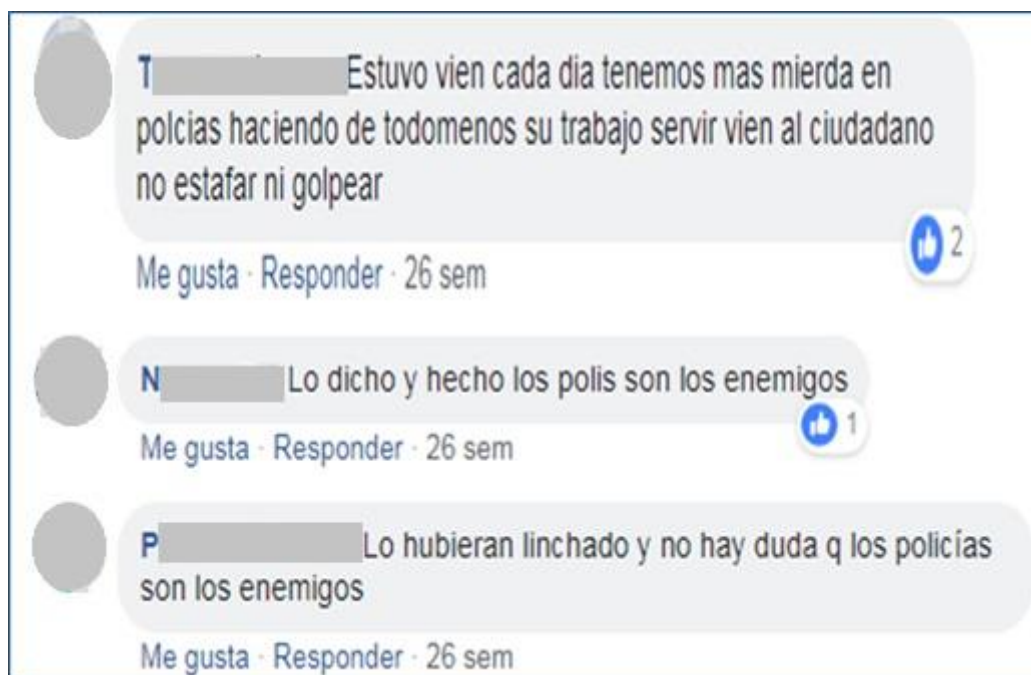 T Estuvo vien cada dia tenemos mas mierda en
polcias haciendo de todomenos su trabajo servir vien al ciudadano
no estafar ni golpear
2
Me gusta · Responder · 26 sem
N Lo dicho y hecho los polis son los enemigos
1
Me gusta · Responder · 26 sem
P Lo hubieran linchado y no hay duda q los policías
son los enemigos
Me gusta · Responder · 26 sem